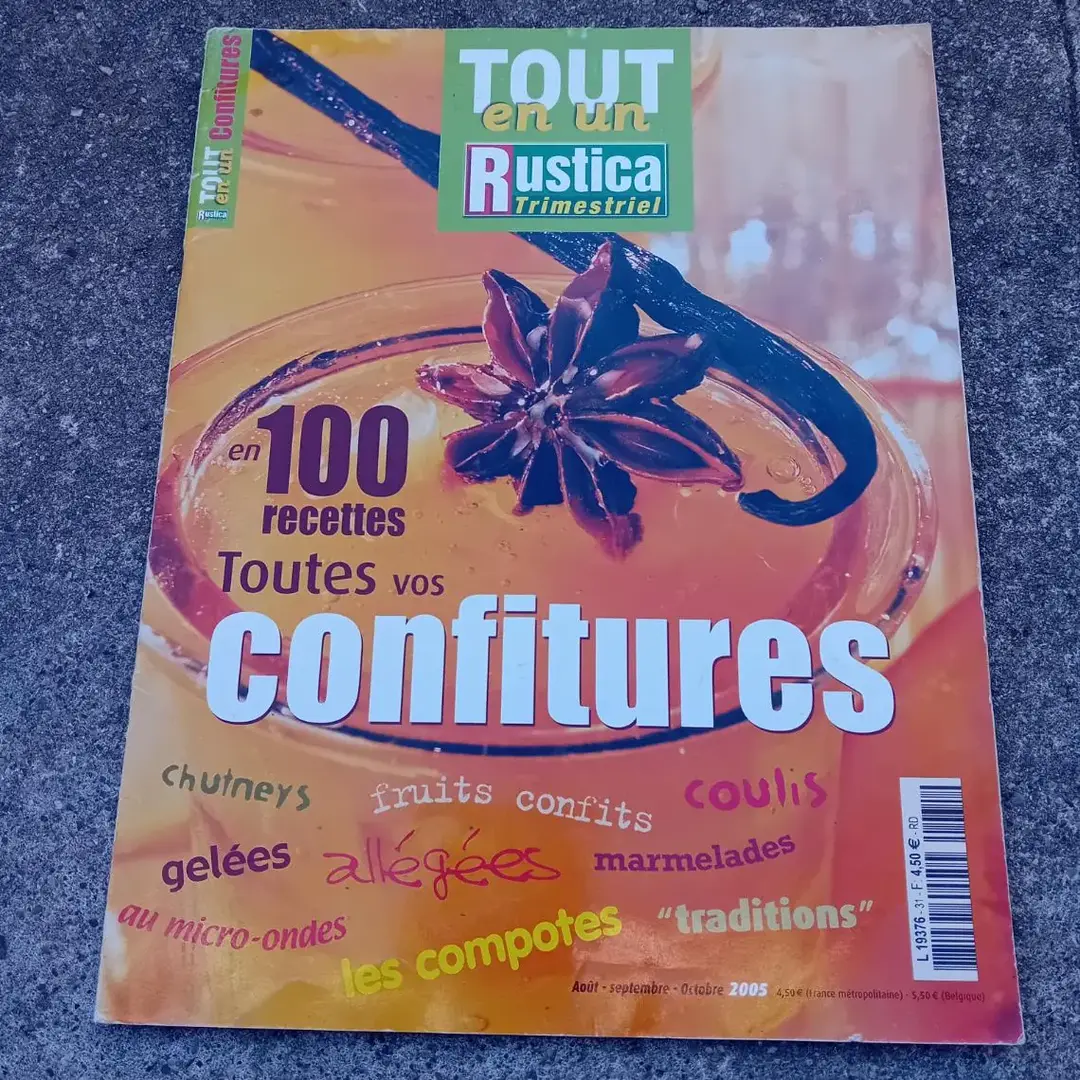 TOUT
en un
Confitures
Rustica
TOUT
en un
Rustica
Trimestriel
en 100
recettes
Toutes vos
confitures
chutneys
fruits confits
coulis
gelées
allégées
marmelades
au micro-ondes
les compotes
"traditions"
Août - septembre - Octobre 2005 4,50 € (France métropolitaine) - 5,50 € (Belgique)
L 19376 - 31 - F: 4,50 € - RD